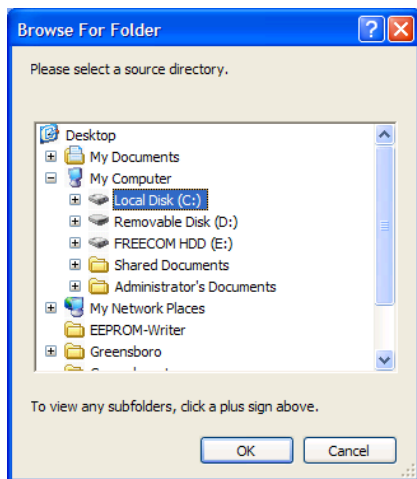 Browse For Folder
Please select a source directory.
Desktop
My Documents
My Computer
Local Disk (C:)
Removable Disk (D:)
FREECOM HDD (E:)
Shared Documents
Administrator's Documents
My Network Places
EEPROM-Writer
Greensboro
To view any subfolders, click a plus sign above.
OK Cancel